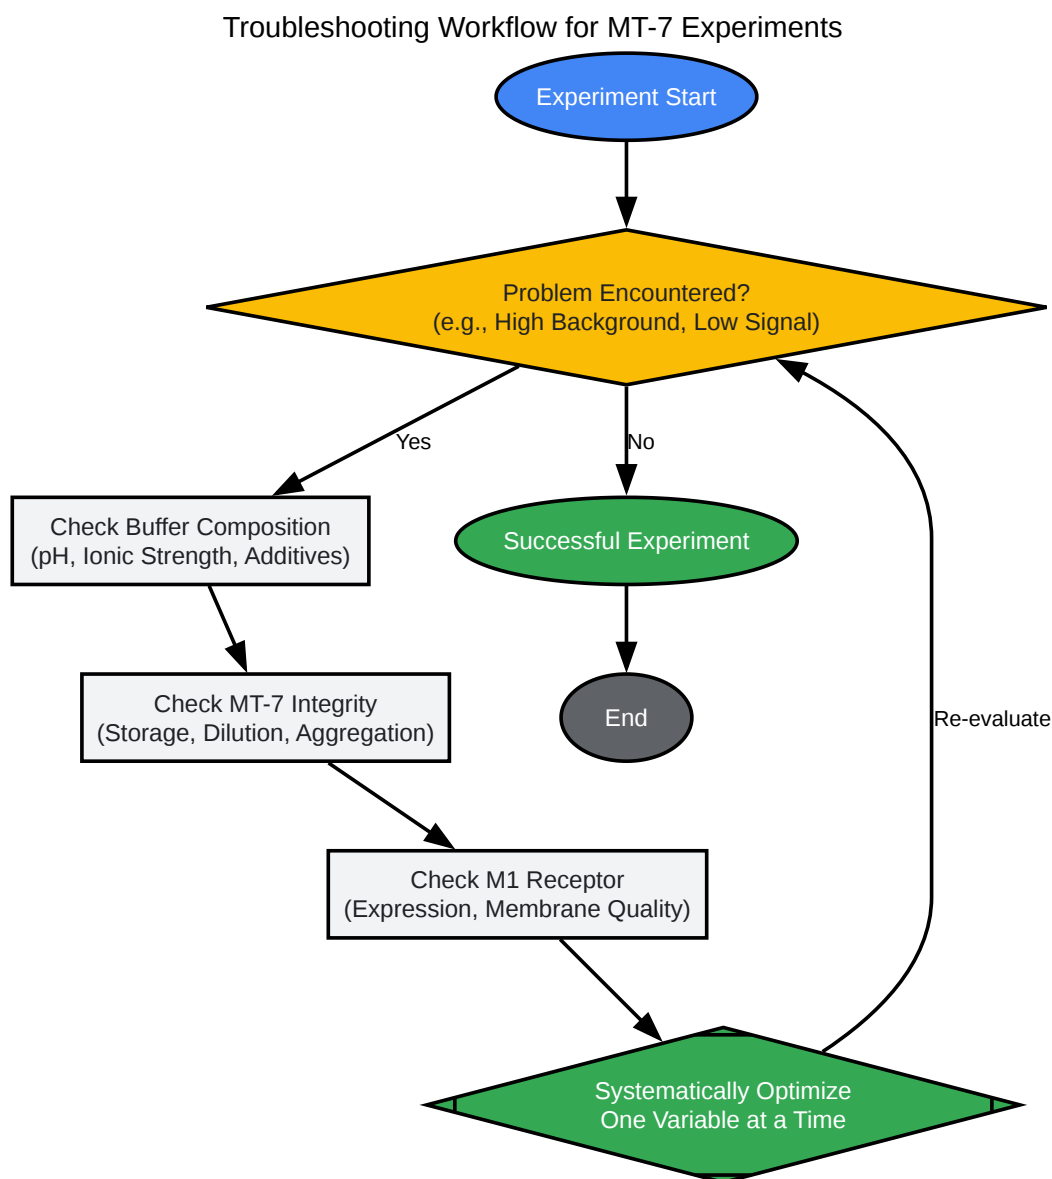 Troubleshooting Workflow for MT-7 Experiments
Experiment Start
Problem Encountered?
(e.g., High Background, Low Signal)
Yes
No
Check Buffer Composition
(pH, Ionic Strength, Additives)
Successful Experiment
Check MT-7 Integrity
(Storage, Dilution, Aggregation)
End
Re-evaluate
Check M1 Receptor
(Expression, Membrane Quality)
Systematically Optimize
One Variable at a Time